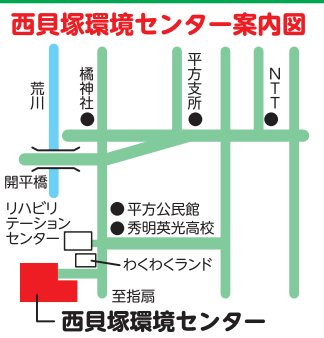 西貝塚環境センター案内図
荒川
橘神社
平方支所
NTT
開平橋
リハビリ
テーション
センター
平方公民館
秀明英光高校
わくわくランド
至指扇
西貝塚環境センター